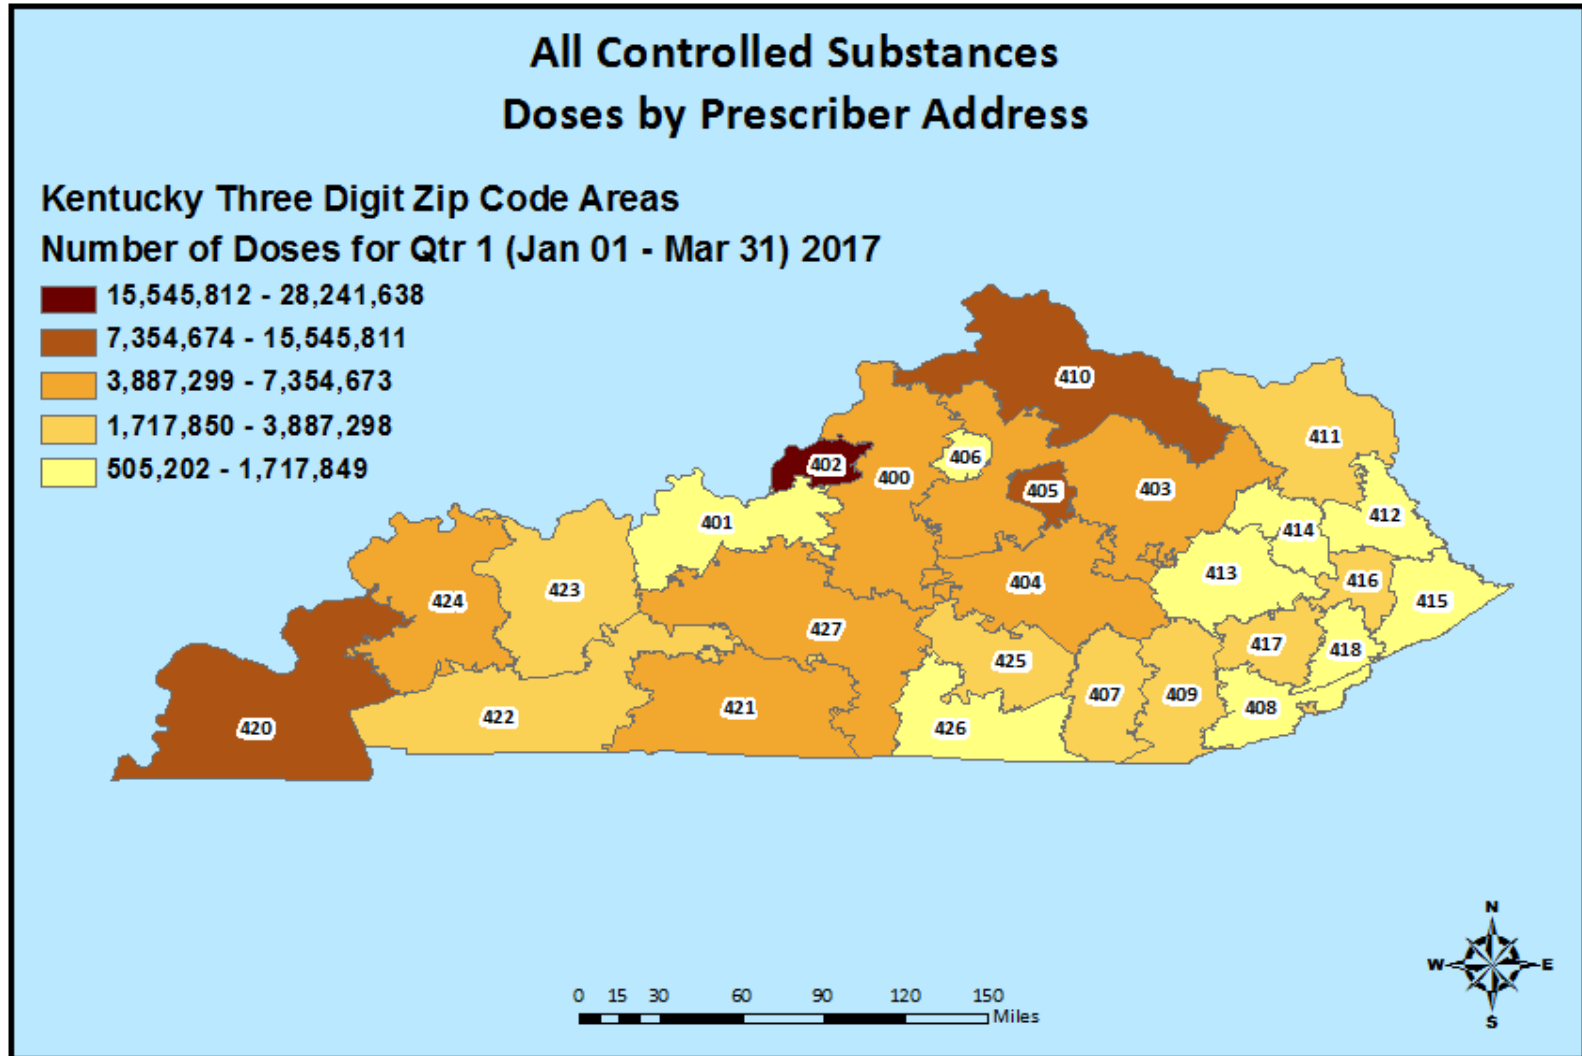 All Controlled Substances
Doses by Prescriber Address
Kentucky Three Digit Zip Code Areas
Number of Doses for Qtr 1 (Jan 01 - Mar 31) 2017
15,545,812 - 28,241,638
7,354,674 - 15,545,811
3,887,299 - 7,354,673
1,717,850 - 3,887,298
505,202 - 1,717,849
410
411
402
406
400
405
403
401
412
414
413
404
416
423
424
415
427
417
418
425
407
409
408
421
422
420
426
0 15 30 60 90 120 150
Miles
N
W E
S